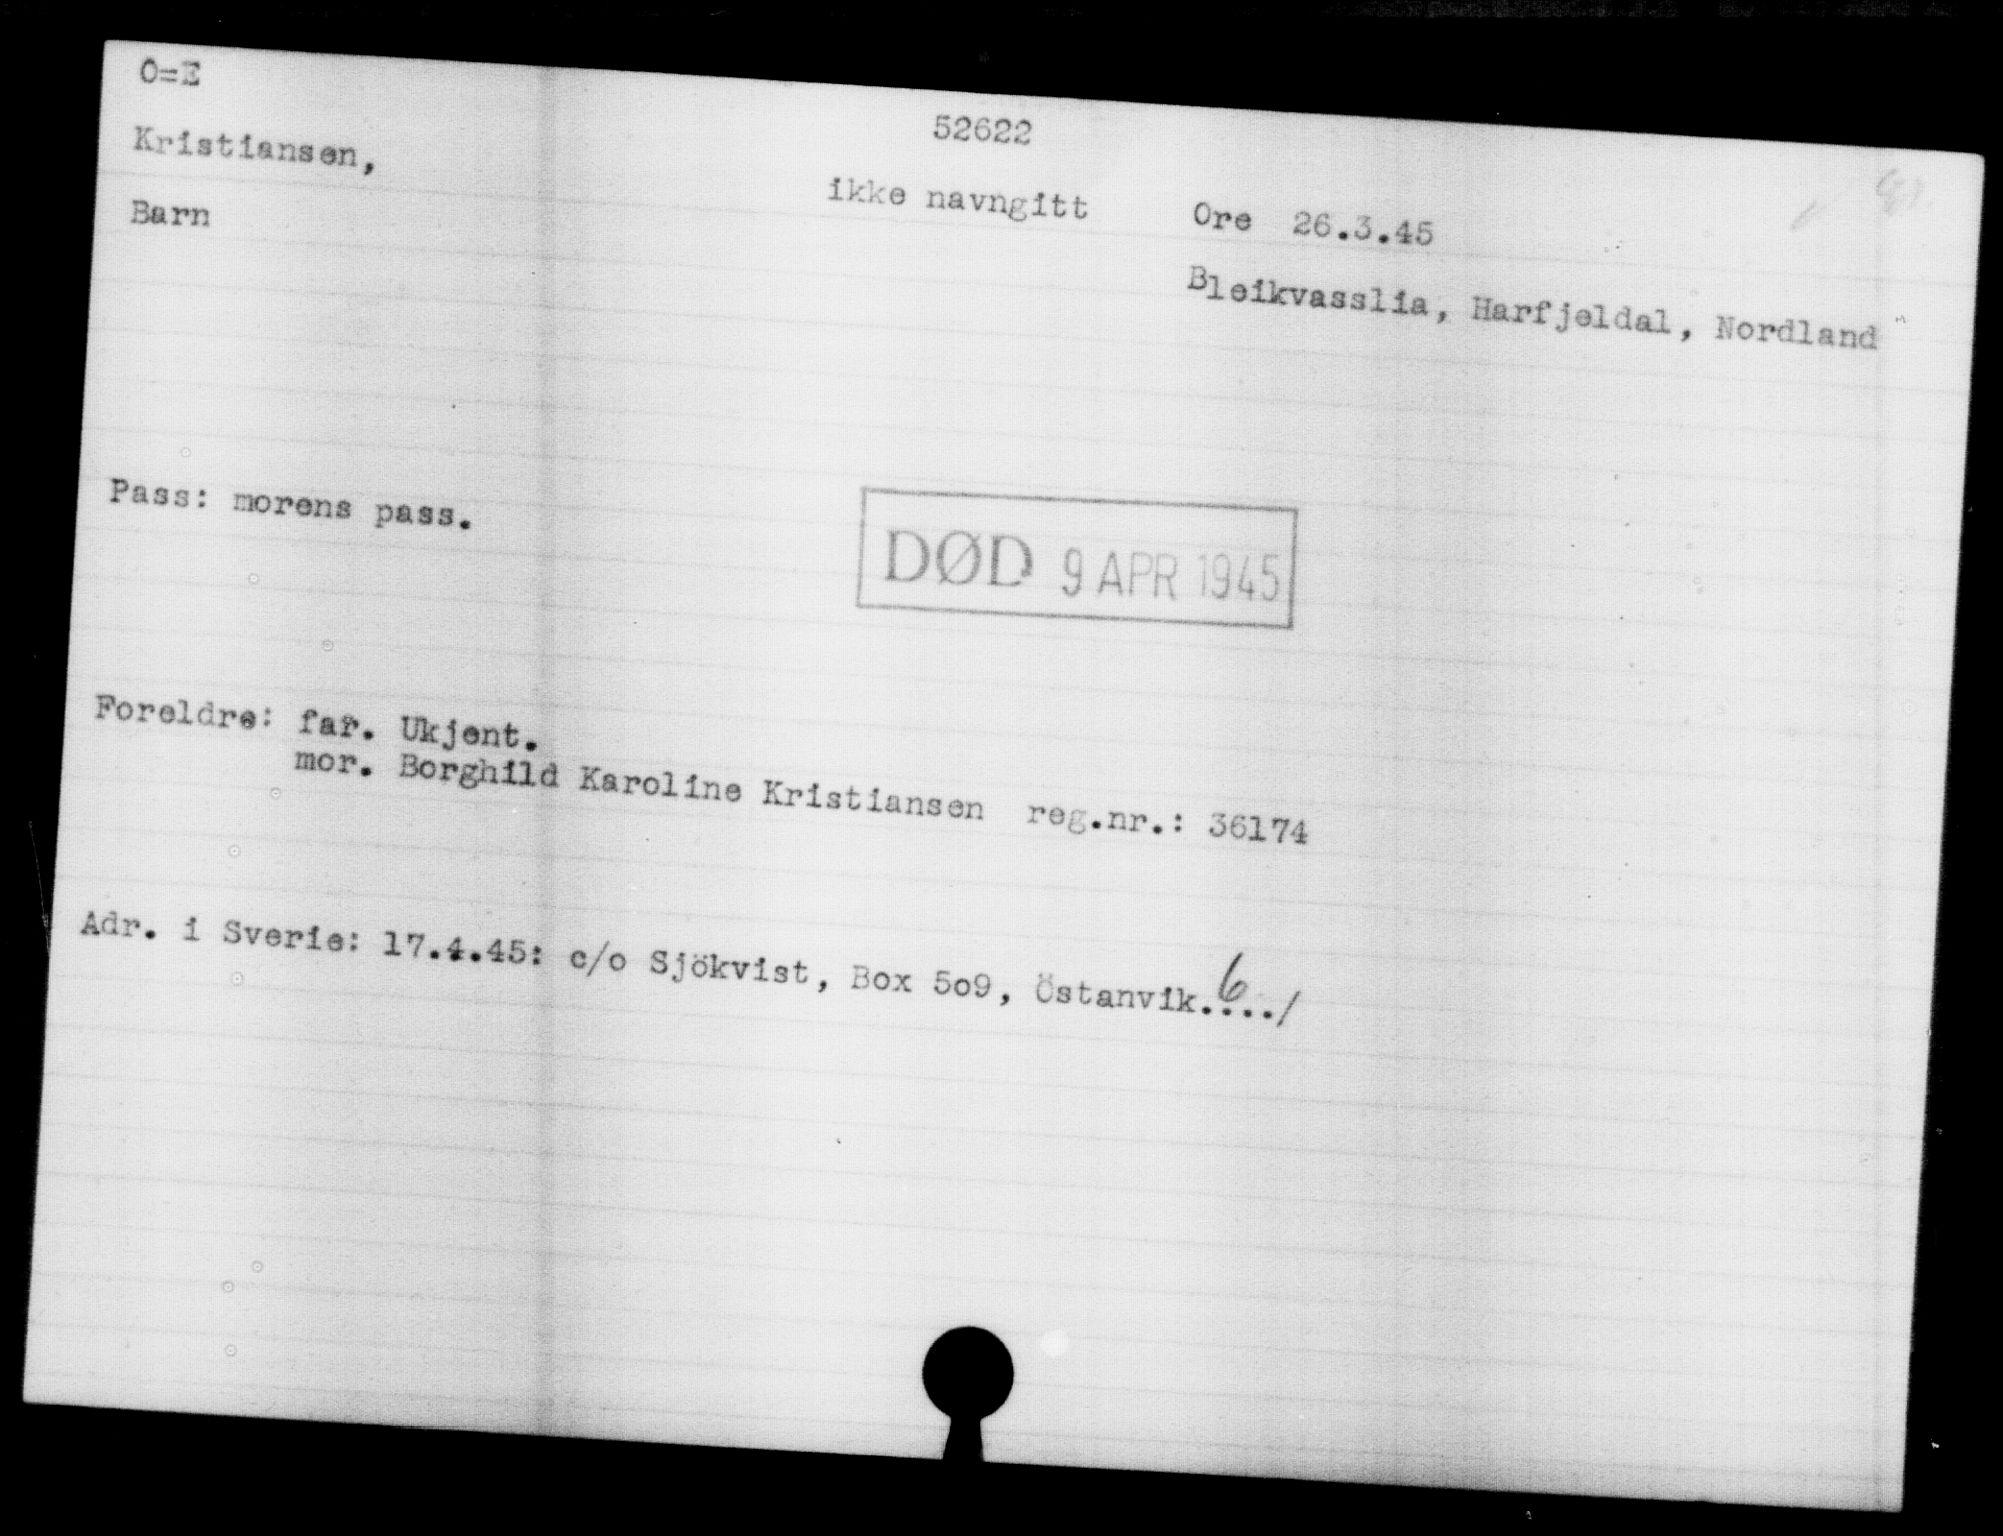 O=E
52622
Kristiansen,
ikke navngitt
Ore 26.3.45
Barn
Bleikvasslia, Harfjeldal, Nordland
Pass: morens pass.
DØD 9 APR 1945
Foreldre: far. Ukjent.
mor. Borghild Karoline Kristiansen reg.nr.: 36174
Adr. i Sverie: 17.4.45: c/o Sjökvist, Box 5o9, Östanvik..../
6